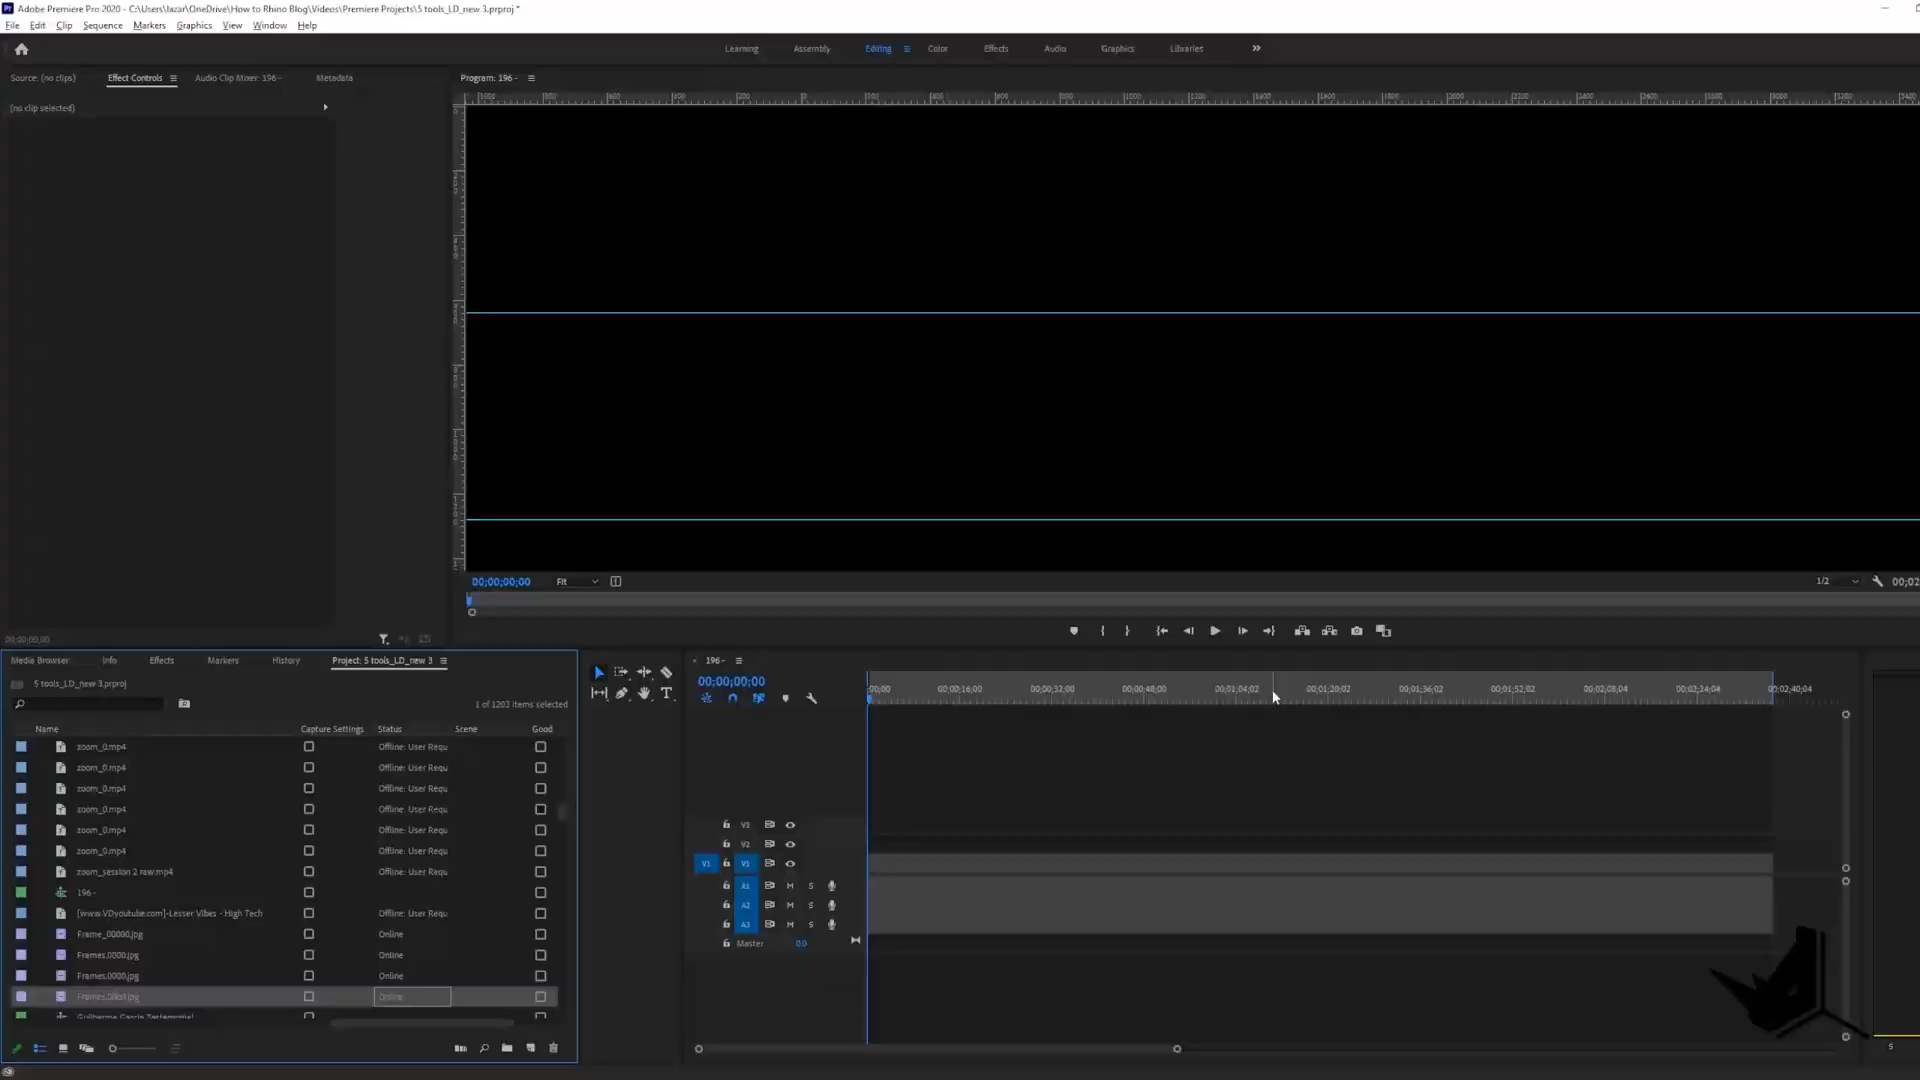 Adobe Premiere Pro 2020 - C:\Users\lazar\OneDrive\How to Rhino Blog\Videos\Premiere Projects\5 tools_LD_new 3.prproj *
File Edit Clip Sequence Markers Graphics View Window Help
Learning Assembly Editing Color Effects Audio Graphics Libraries
Source: (no clips) Effect Controls Audio Clip Mixer: 196 - Metadata Program: 196 -
(no clip selected)
00;00;00;00 Fit 1/2 00;02
00;00;00;00
Media Browser Info Effects Markers History Project: 5 tools_LD_new 3
5 tools_LD_new 3.prproj
1 of 1203 items selected
Name Capture Settings Status Scene Good
zoom_0.mp4 Offline: User Requ
zoom_0.mp4 Offline: User Requ
zoom_0.mp4 Offline: User Requ
zoom_0.mp4 Offline: User Requ
zoom_0.mp4 Offline: User Requ
zoom_0.mp4 Offline: User Requ
zoom_session 2 raw.mp4 Offline: User Requ
196 -
[www.VDyoutube.com]-Lesser Vibes - High Tech Offline: User Requ
Frame_00000.jpg Online
Frames.0000.jpg Online
Frames.0000.jpg Online
Online
196 -
00;00;00;00
;00;00 00;00;16;00 00;00;32;00 00;00;48;00 00;01;04;02 00;01;20;02 00;01;36;02 00;01;52;02 00;02;08;04 00;02;24;04 00;02;40;04
V3
V2
V1 V1
A1 M S
A2 M S
A3 M S
Master 0.0
S